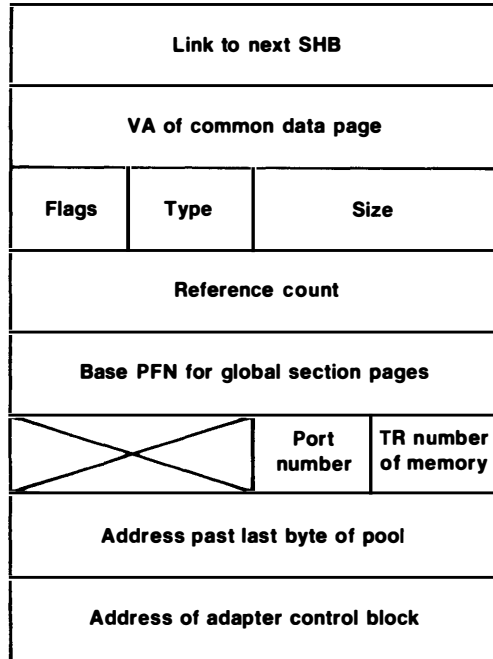 Link to next SHB
VA of common data page
Flags Type Size
Reference count
Base PFN for global section pages
Port TR number
number of memory
Address past last byte of pool
Address of adapter control block